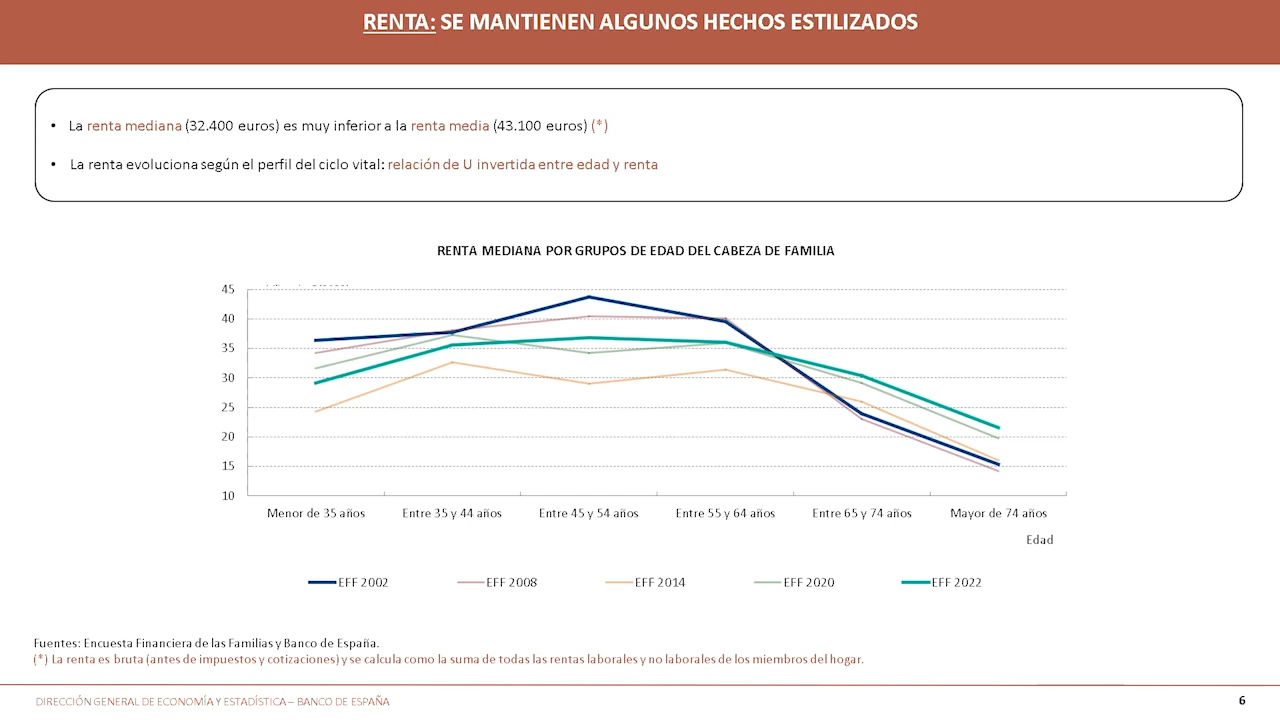 RENTA: SE MANTIENEN ALGUNOS HECHOS ESTILIZADOS
• La renta mediana (32.400 euros) es muy inferior a la renta media (43.100 euros) (*)
• La renta evoluciona según el perfil del ciclo vital: relación de U invertida entre edad y renta
RENTA MEDIANA POR GRUPOS DE EDAD DEL CABEZA DE FAMILIA
45
40
35
30
25
20
15
10
Menor de 35 años
Entre 35 y 44 años
Entre 45 y 54 años
Entre 55 y 64 años
Entre 65 y 74 años
Mayor de 74 años
Edad
EFF 2002
EFF 2008
EFF 2014
EFF 2020
EFF 2022
Fuentes: Encuesta Financiera de las Familias y Banco de España.
(*) La renta es bruta (antes de impuestos y cotizaciones) y se calcula como la suma de todas las rentas laborales y no laborales de los miembros del hogar.
DIRECCIÓN GENERAL DE ECONOMÍA Y ESTADÍSTICA – BANCO DE ESPAÑA
6